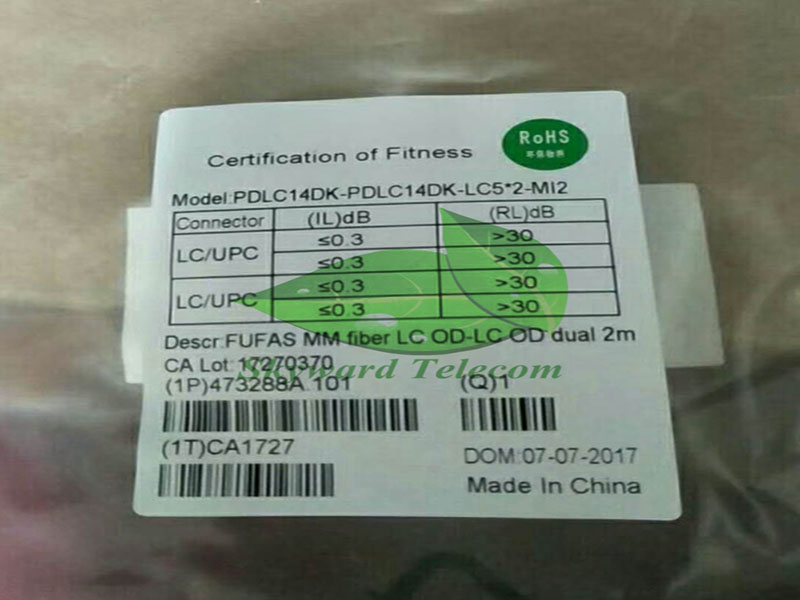 RoHS
Certification of Fitness
Model:PDLC14DK-PDLC14DK-LC5*2-MI2
Connector (IL)dB (RL)dB
LC/UPC ≤0.3 >30
≤0.3 >30
LC/UPC ≤0.3 >30
≤0.3 >30
Descr:FUFAS MM fiber LC OD-LC OD dual 2m
CA Lot:17270370
Skyward Telecom
(1P)473288A.101 (Q)1
(1T)CA1727
DOM:07-07-2017
Made In China